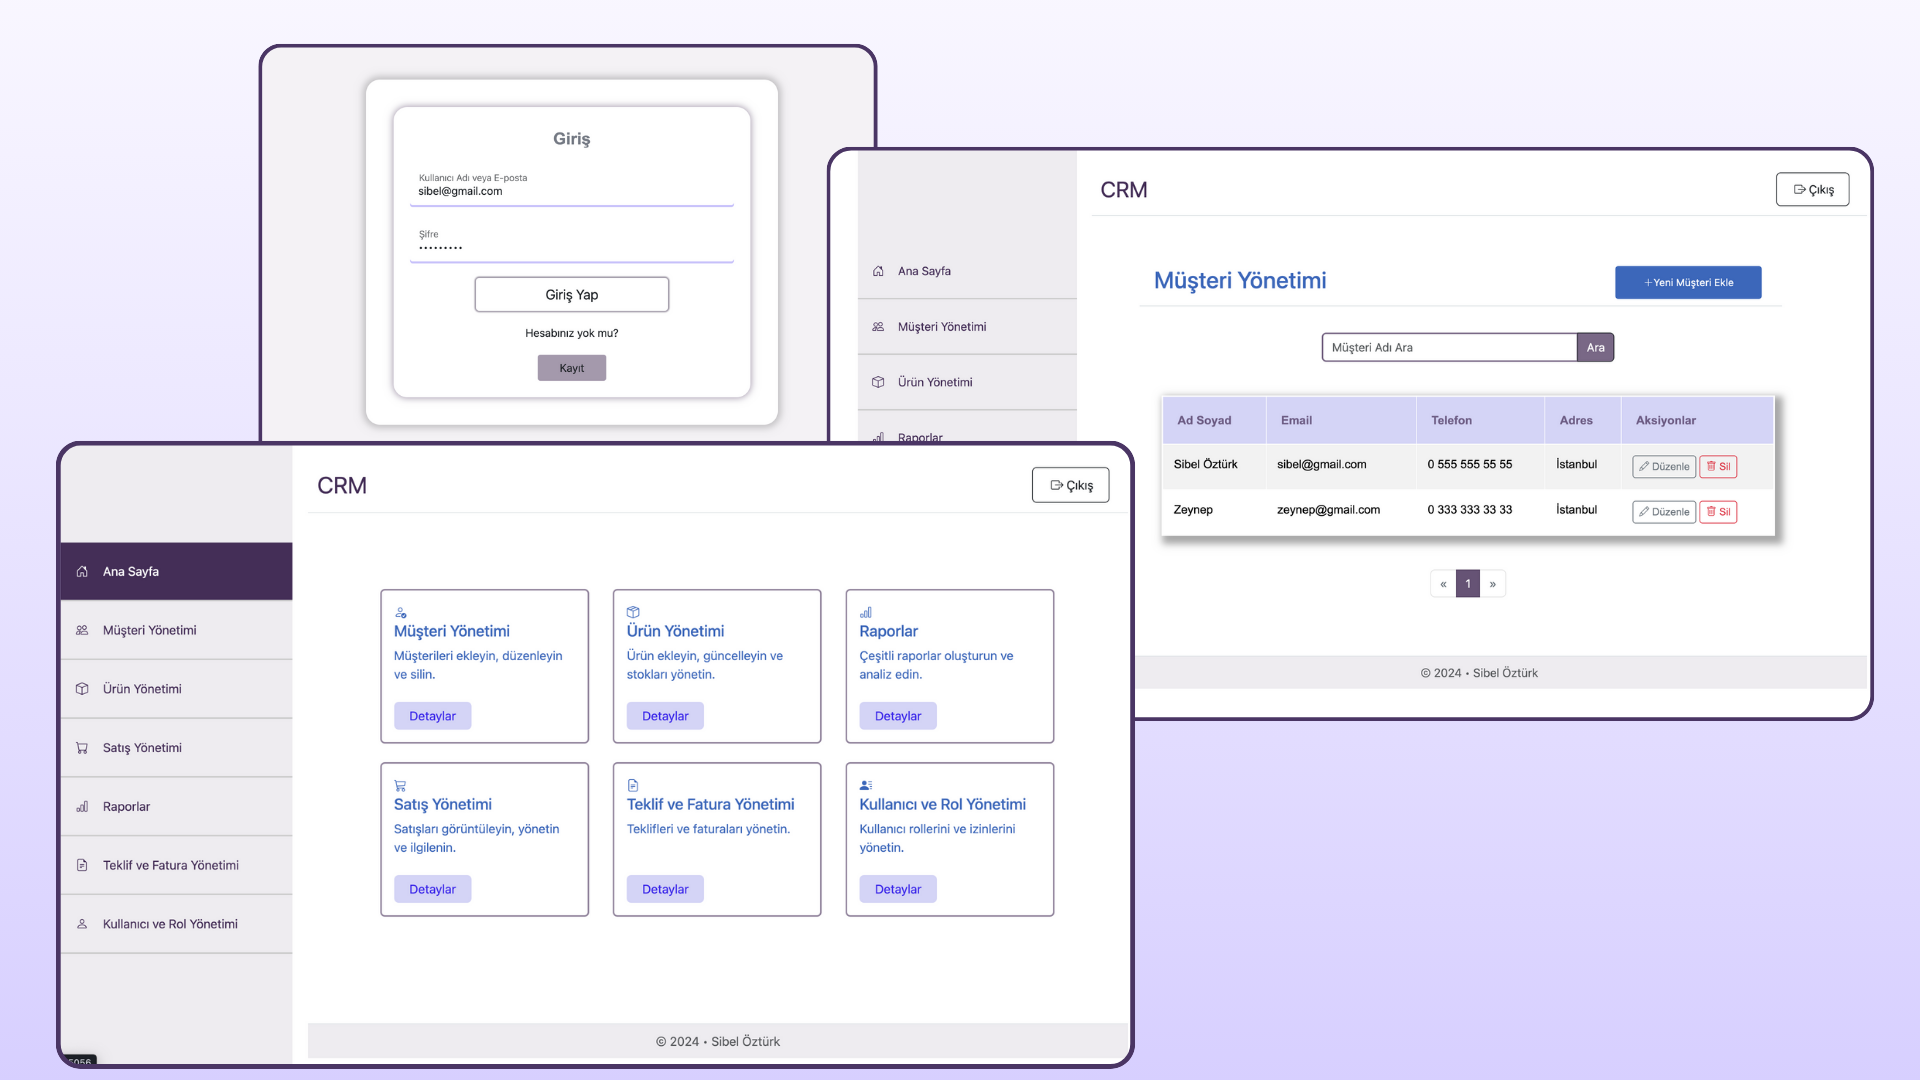 Giriş
Kullanıcı Adı veya E-posta
sibel@gmail.com
Şifre
•••••••••
Giriş Yap
Hesabınız yok mu?
Kayıt
CRM
Çıkış
Ana Sayfa
Müşteri Yönetimi
Ürün Yönetimi
Raporlar
Müşteri Yönetimi
+Yeni Müşteri Ekle
Müşteri Adı Ara
Ara
Ad Soyad Email Telefon Adres Aksiyonlar
Sibel Öztürk sibel@gmail.com 0 555 555 55 55 İstanbul Düzenle Sil
Zeynep zeynep@gmail.com 0 333 333 33 33 İstanbul Düzenle Sil
« 1 »
© 2024 • Sibel Öztürk
CRM
Çıkış
Ana Sayfa
Müşteri Yönetimi
Ürün Yönetimi
Satış Yönetimi
Raporlar
Teklif ve Fatura Yönetimi
Kullanıcı ve Rol Yönetimi
Müşteri Yönetimi
Müşterileri ekleyin, düzenleyin
ve silin.
Detaylar
Ürün Yönetimi
Ürün ekleyin, güncelleyin ve
stokları yönetin.
Detaylar
Raporlar
Çeşitli raporlar oluşturun ve
analiz edin.
Detaylar
Satış Yönetimi
Satışları görüntüleyin, yönetin
ve ilgilenin.
Detaylar
Teklif ve Fatura Yönetimi
Teklifleri ve faturaları yönetin.
Detaylar
Kullanıcı ve Rol Yönetimi
Kullanıcı rollerini ve izinlerini
yönetin.
Detaylar
© 2024 • Sibel Öztürk